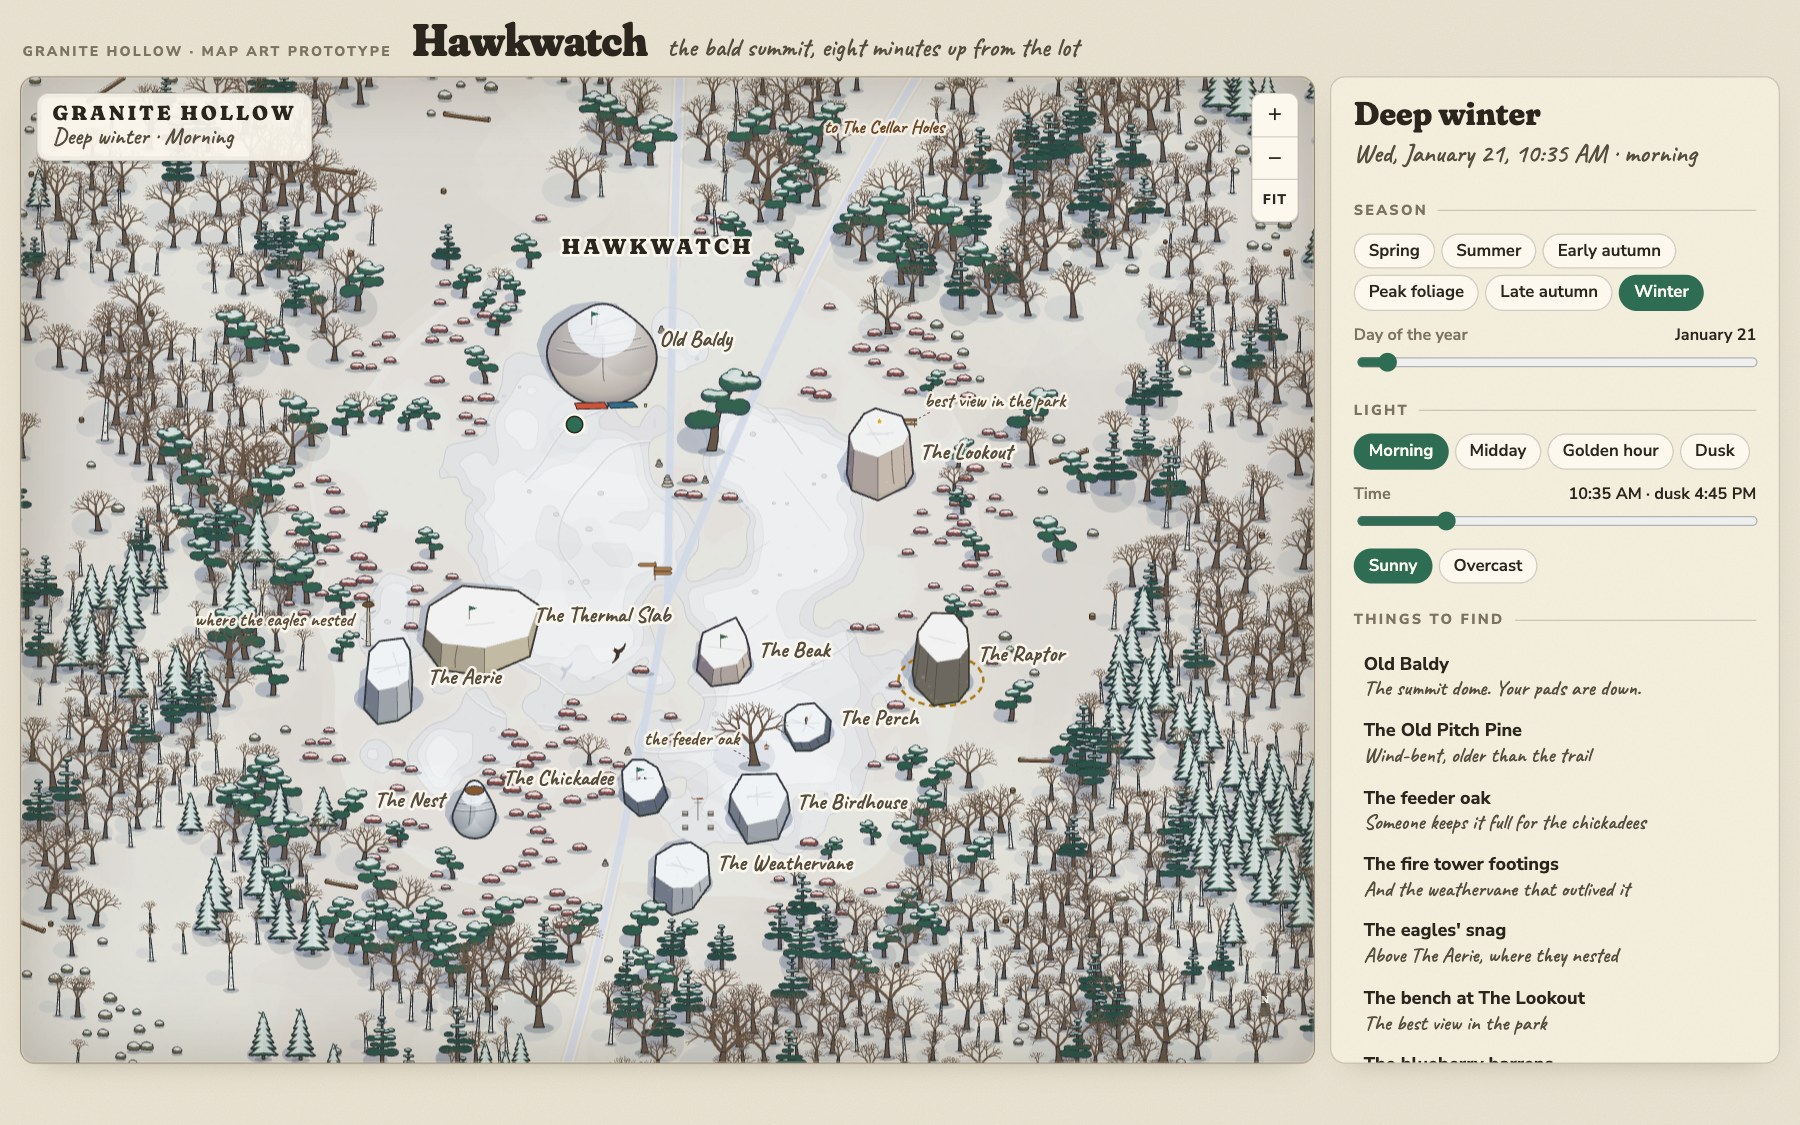 GRANITE HOLLOW · MAP ART PROTOTYPE
Hawkwatch
the bald summit, eight minutes up from the lot
GRANITE HOLLOW
Deep winter · Morning
to The Cellar Holes
+
−
FIT
HAWKWATCH
Old Baldy
best view in the park
The Lookout
where the eagles nested
The Thermal Slab
The Aerie
The Beak
The Raptor
The Perch
the feeder oak
The Chickadee
The Nest
The Birdhouse
The Weathervane
Deep winter
Wed, January 21, 10:35 AM · morning
SEASON
Spring
Summer
Early autumn
Peak foliage
Late autumn
Winter
Day of the year
January 21
LIGHT
Morning
Midday
Golden hour
Dusk
Time
10:35 AM · dusk 4:45 PM
Sunny
Overcast
THINGS TO FIND
Old Baldy
The summit dome. Your pads are down.
The Old Pitch Pine
Wind-bent, older than the trail
The feeder oak
Someone keeps it full for the chickadees
The fire tower footings
And the weathervane that outlived it
The eagles' snag
Above The Aerie, where they nested
The bench at The Lookout
The best view in the park
The blueberry barrens